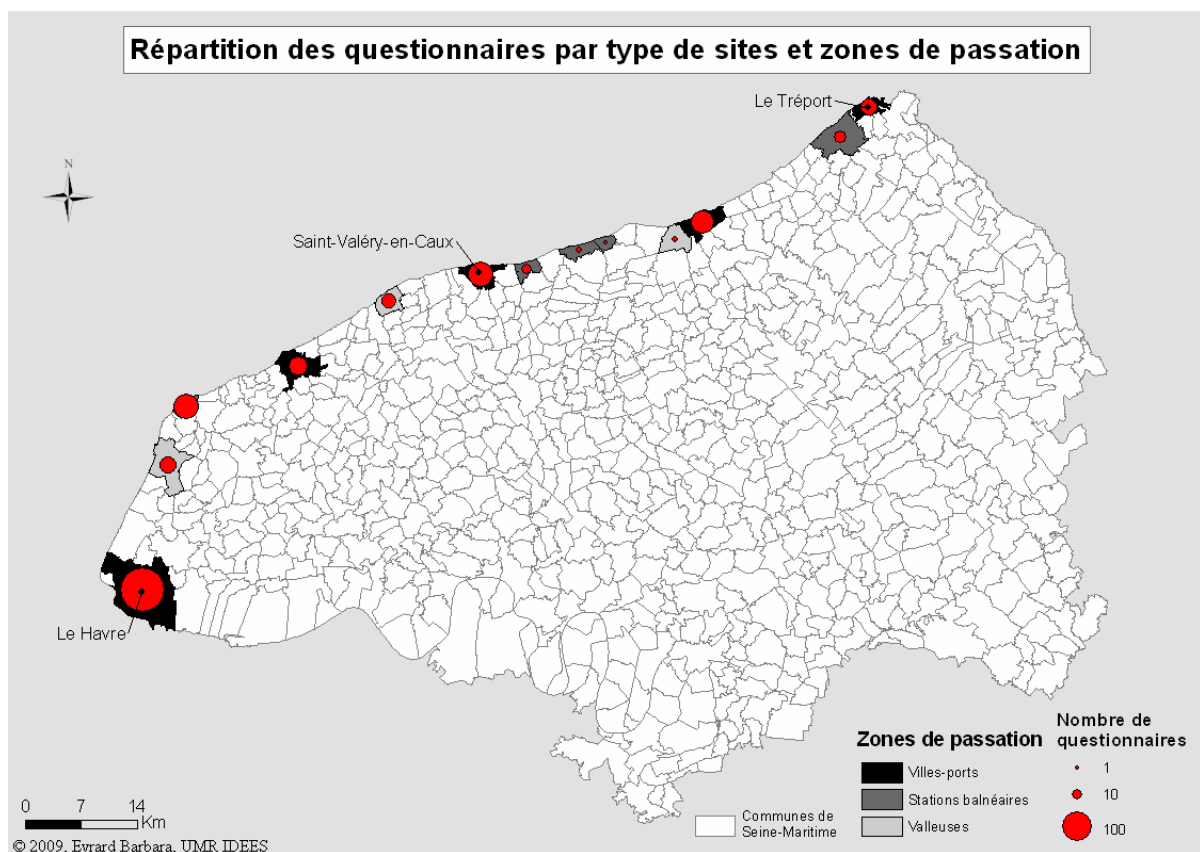 Répartition des questionnaires par type de sites et zones de passation
Le Tréport
N
Saint-Valéry-en-Caux
Le Havre
Zones de passation
Villes-ports
Stations balnéaires
Valleuses
Nombre de
questionnaires
1
10
100
Communes de
Seine-Maritime
0 7 14
Km
© 2009, Evrard Barbara, UMR IDEES